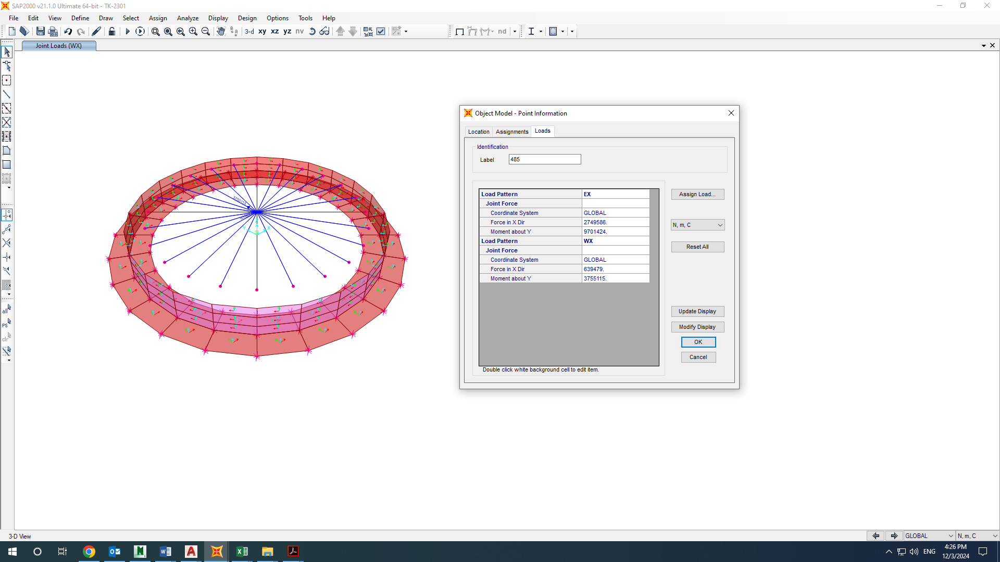 SAP2000 v21.1.0 Ultimate 64-bit - TK-2301
File Edit View Define Draw Select Assign Analyze Display Design Options Tools Help
3-d xy xz yz nv nd
Joint Loads (WX)
Object Model - Point Information
Location Assignments Loads
Identification
Label 485
Load Pattern EX
Joint Force
Coordinate System GLOBAL
Force in X Dir 2749586.
Moment about Y 9701424.
Load Pattern WX
Joint Force
Coordinate System GLOBAL
Force in X Dir 639479.
Moment about Y 3755115.
Double click white background cell to edit item.
Assign Load...
N, m, C
Reset All
Update Display
Modify Display
OK
Cancel
3755115.
Z
Y
X
all
PS
clr
3-D View
GLOBAL
N, m, C
ENG
4:26 PM
12/3/2024